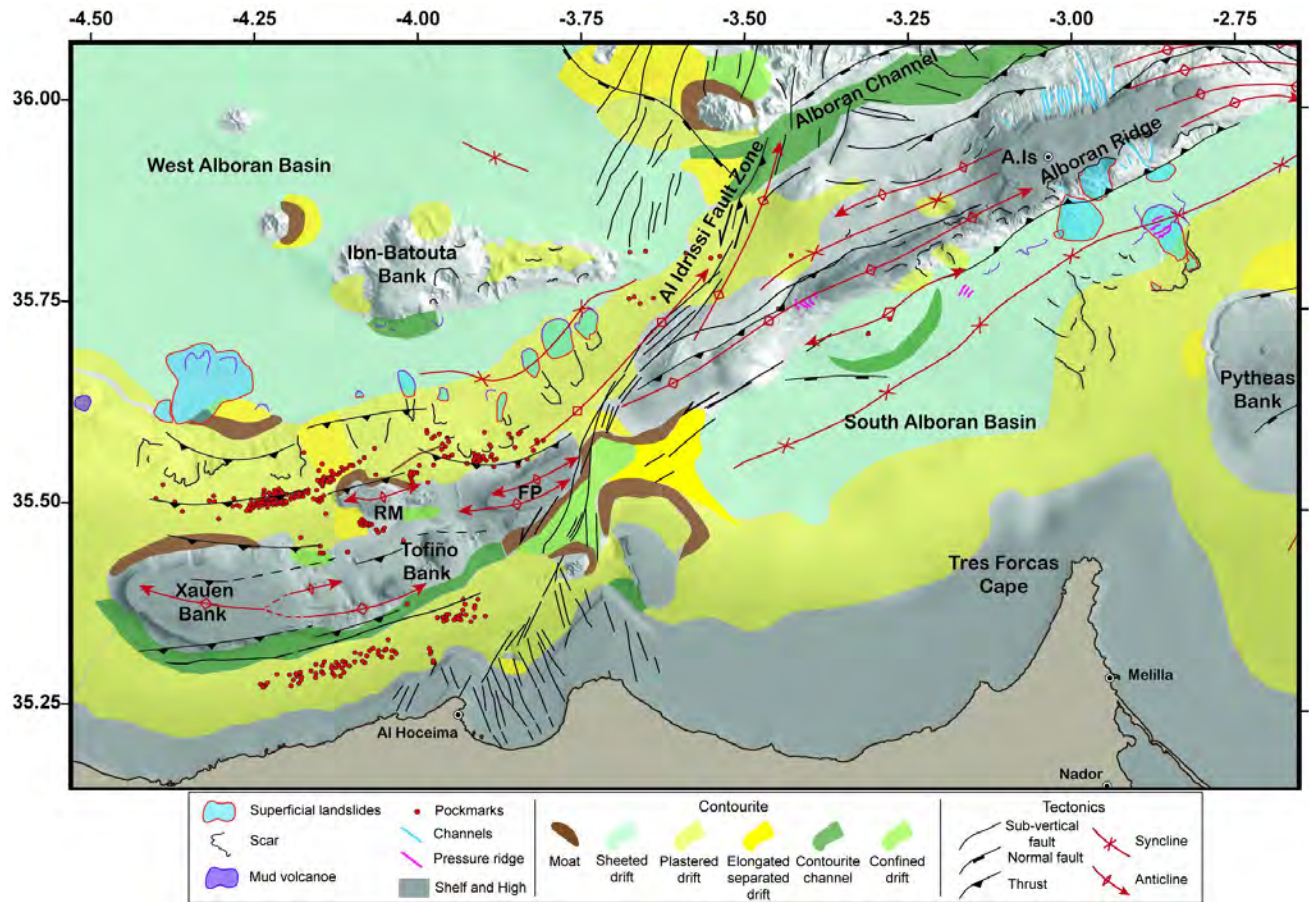 -4.50 -4.25 -4.00 -3.75 -3.50 -3.25 -3.00 -2.75
36.00
35.75
35.50
35.25
Alboran Channel
West Alboran Basin
A.Is
Alboran Ridge
Al Idrissi Fault Zone
Ibn-Batouta
Bank
Pytheas
Bank
South Alboran Basin
FP
RM
Tofiño
Bank
Xauen
Bank
Tres Forcas
Cape
Melilla
Al Hoceima
Nador
Superficial landslides
Scar
Mud volcanoe
Pockmarks
Channels
Pressure ridge
Shelf and High
Contourite
Moat
Sheeted
drift
Plastered
drift
Elongated
separated
drift
Contourite
channel
Confined
drift
Tectonics
Sub-vertical
fault
Normal fault
Thrust
Syncline
Anticline